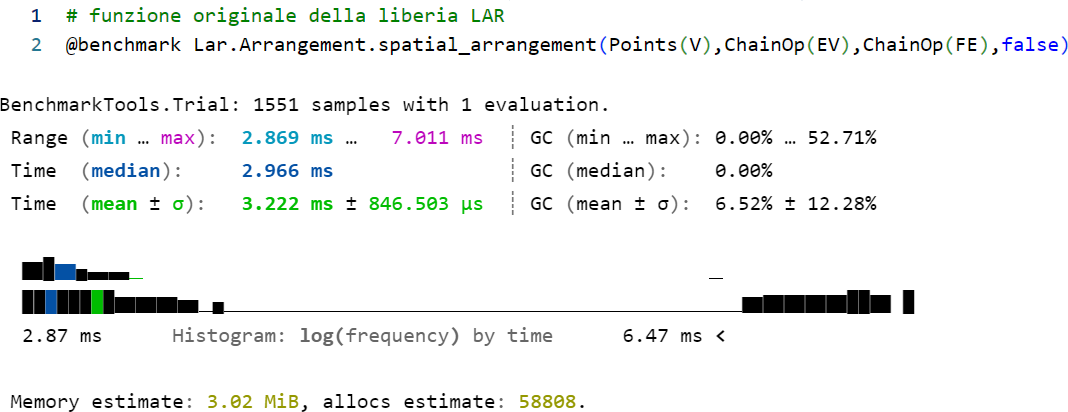 1 # funzione originale della liberia LAR
2 @benchmark Lar.Arrangement.spatial_arrangement(Points(V),ChainOp(EV),ChainOp(FE),false)
BenchmarkTools.Trial: 1551 samples with 1 evaluation.
Range (min … max): 2.869 ms … 7.011 ms ┊ GC (min … max): 0.00% … 52.71%
Time (median): 2.966 ms ┊ GC (median): 0.00%
Time (mean ± σ): 3.222 ms ± 846.503 μs ┊ GC (mean ± σ): 6.52% ± 12.28%
2.87 ms Histogram: log(frequency) by time 6.47 ms <
Memory estimate: 3.02 MiB, allocs estimate: 58808.